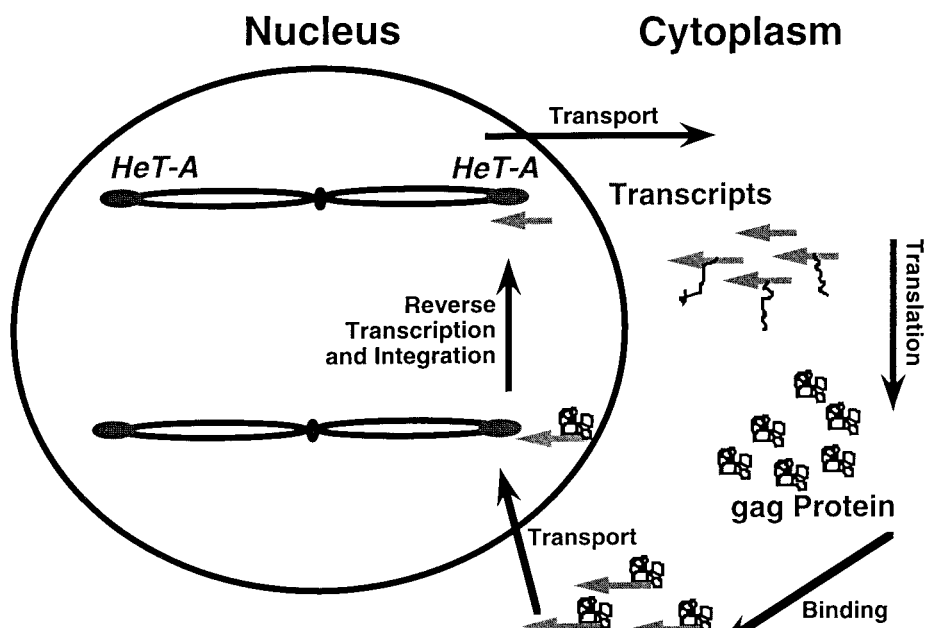 Nucleus
Cytoplasm
Transport
HeT-A
HeT-A
Transcripts
Translation
Reverse
Transcription
and Integration
gag Protein
Transport
Binding